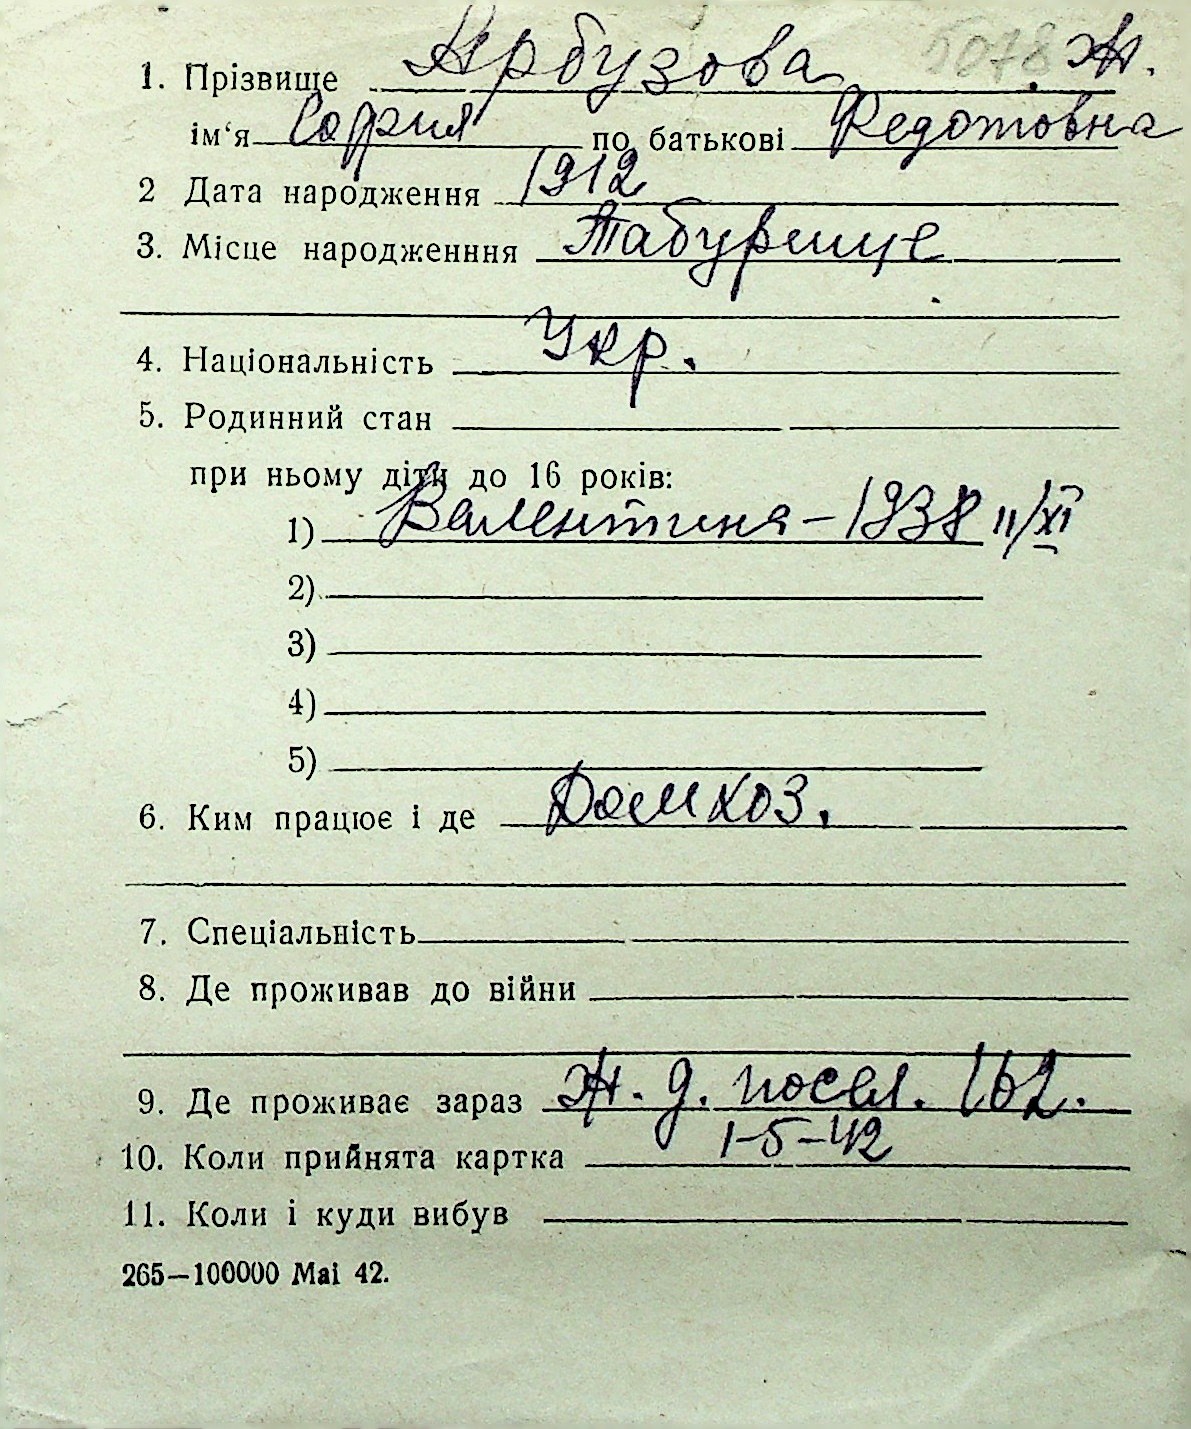 5078
1. Прізвище Арбузова Ж.
ім‘я София по батькові Федотовна
2 Дата народження 1912
3. Місце народженння Табурище
4. Національність Укр.
5. Родинний стан
при ньому діти до 16 років:
1) Валентина – 1938 11/XI
2)
3)
4)
5)
6. Ким працює і де Домхоз.
7. Спеціальність
8. Де проживав до війни
9. Де проживає зараз Ж. д. посел. 162.
10. Коли прийнята картка 1-5-42
11. Коли і куди вибув
265—100000 Mai 42.